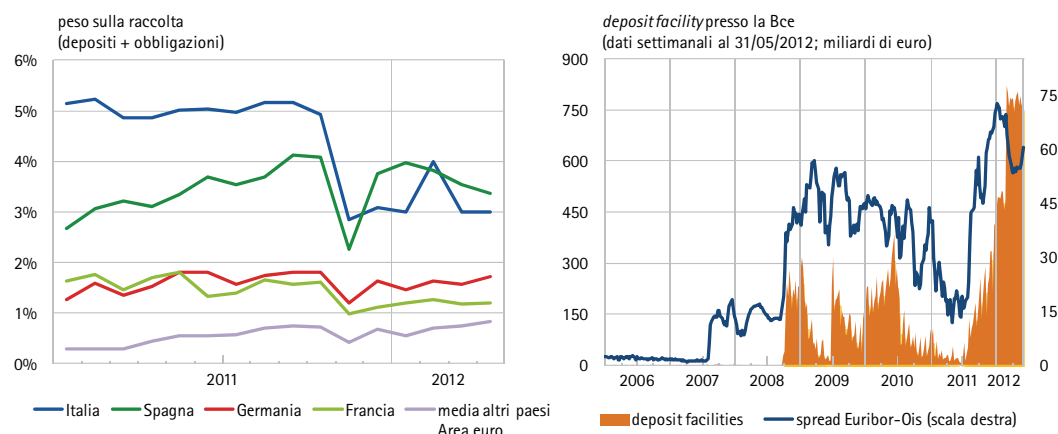 peso sulla raccolta
(depositi + obbligazioni)
6%
5%
4%
3%
2%
1%
0%
2011
2012
Italia
Spagna
Germania
Francia
media altri paesi
Area euro
deposit facility presso la Bce
(dati settimanali al 31/05/2012; miliardi di euro)
900
750
600
450
300
150
0
75
60
45
30
15
0
2006
2007
2008
2009
2010
2011
2012
deposit facilities
spread Euribor-Ois (scala destra)